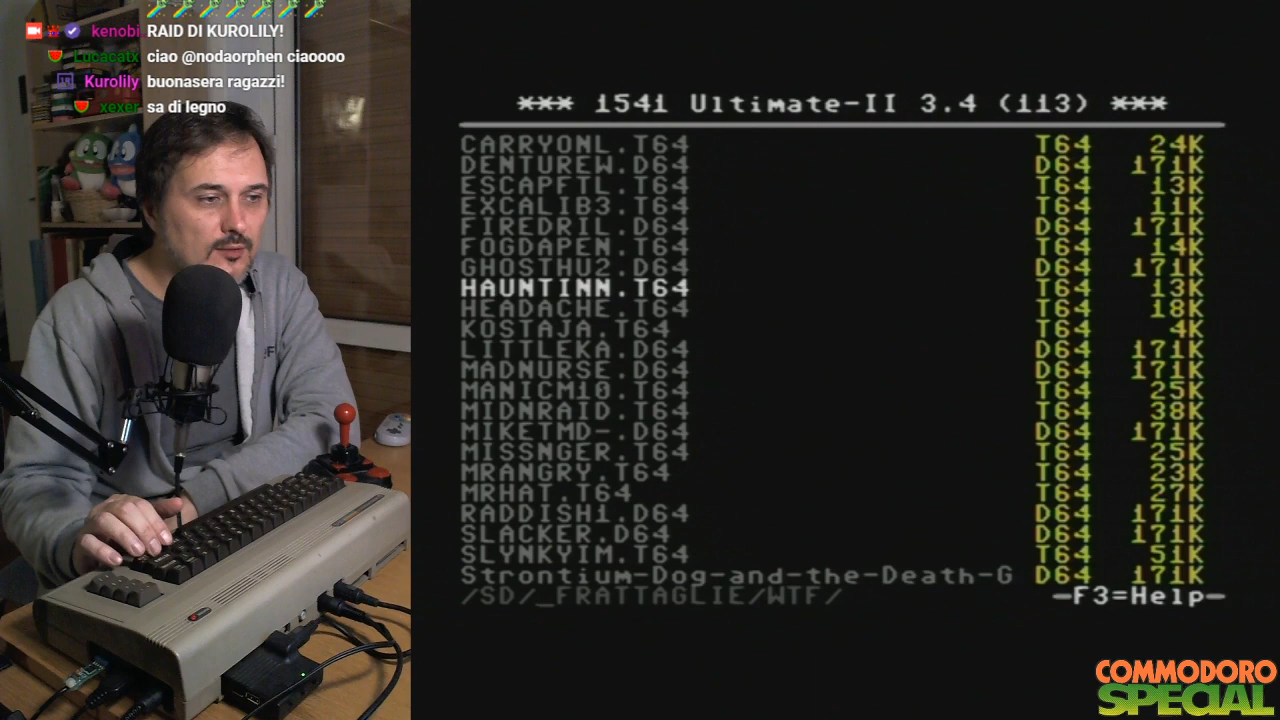 kenobi RAID DI KUROLILY!
Lucacatx ciao @nodaorphen ciaoooo
Kurolily buonasera ragazzi!
xexer sa di legno
*** 1541 Ultimate-II 3.4 (113) ***
CARRYONL.T64 T64 24K
DENTUREW.D64 D64 171K
ESCAPFTL.T64 T64 13K
EXCALIB3.T64 T64 11K
FIREDRIL.D64 D64 171K
FOGDAPEN.T64 T64 14K
GHOSTHU2.D64 D64 171K
HAUNTINN.T64 T64 13K
HEADACHE.T64 T64 18K
KOSTAJA.T64 T64 4K
LITTLEKA.D64 D64 171K
MADNURSE.D64 D64 171K
MANICM10.T64 T64 25K
MIDNRAID.T64 T64 38K
MIKETMD-.D64 D64 171K
MISSNGER.T64 T64 25K
MRANGRY.T64 T64 23K
MRHAT.T64 T64 27K
RADDISH1.D64 D64 171K
SLACKER.D64 D64 171K
SLYNKYIM.T64 T64 51K
Strontium-Dog-and-the-Death-G D64 171K
/SD/_FRATTAGLIE/WTF/ F3=Help
COMMODORO
SPECIAL